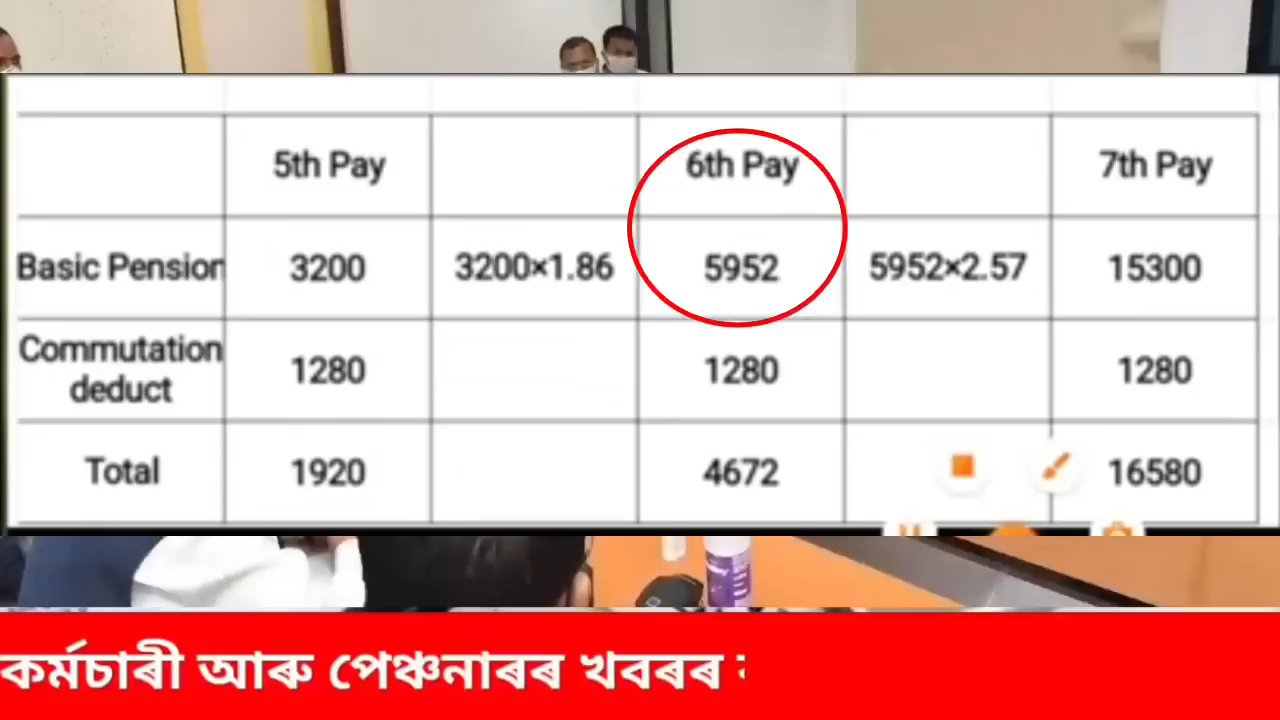 5th Pay 6th Pay 7th Pay
Basic Pension 3200 3200×1.86 5952 5952×2.57 15300
Commutation
deduct 1280 1280 1280
Total 1920 4672 16580
কৰ্মচাৰী আৰু পেঞ্চনাৰৰ খবৰৰ